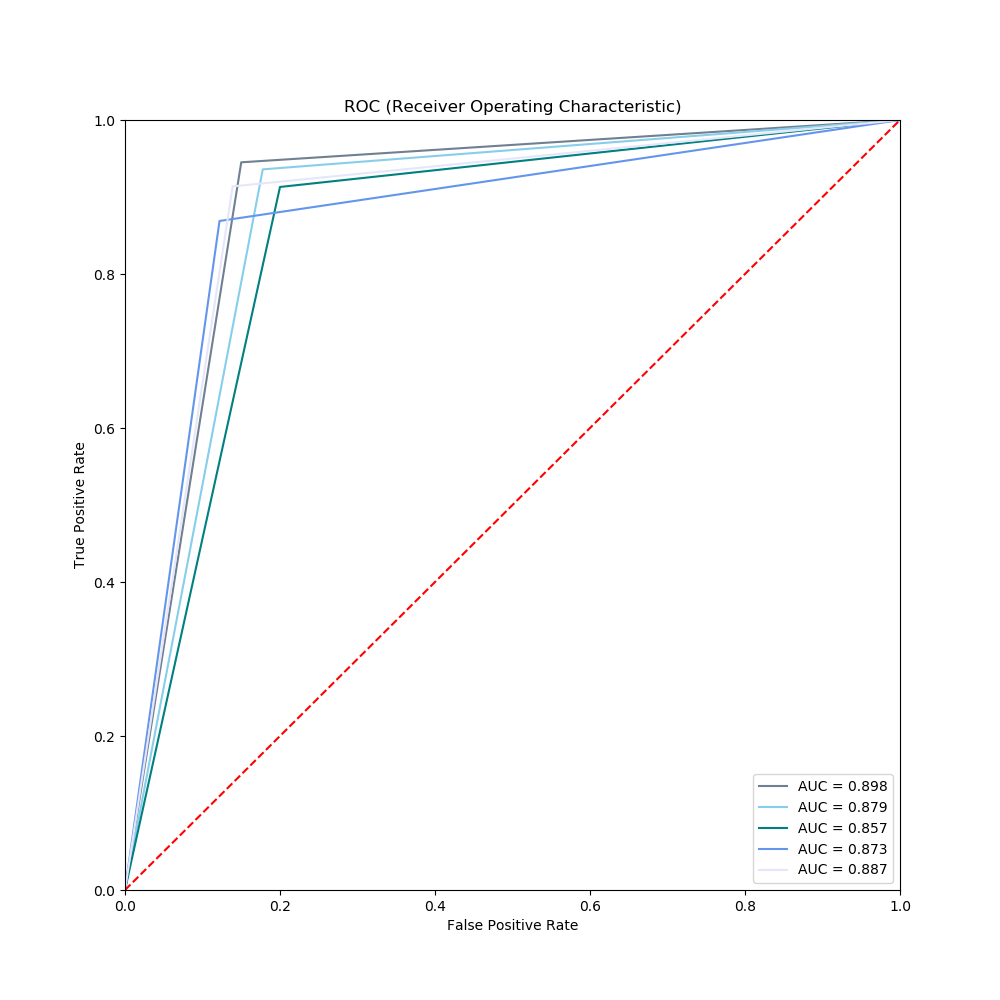 ROC (Receiver Operating Characteristic)
1.0
0.8
0.6
0.4
0.2
0.0
True Positive Rate
0.0 0.2 0.4 0.6 0.8 1.0
False Positive Rate
AUC = 0.898
AUC = 0.879
AUC = 0.857
AUC = 0.873
AUC = 0.887